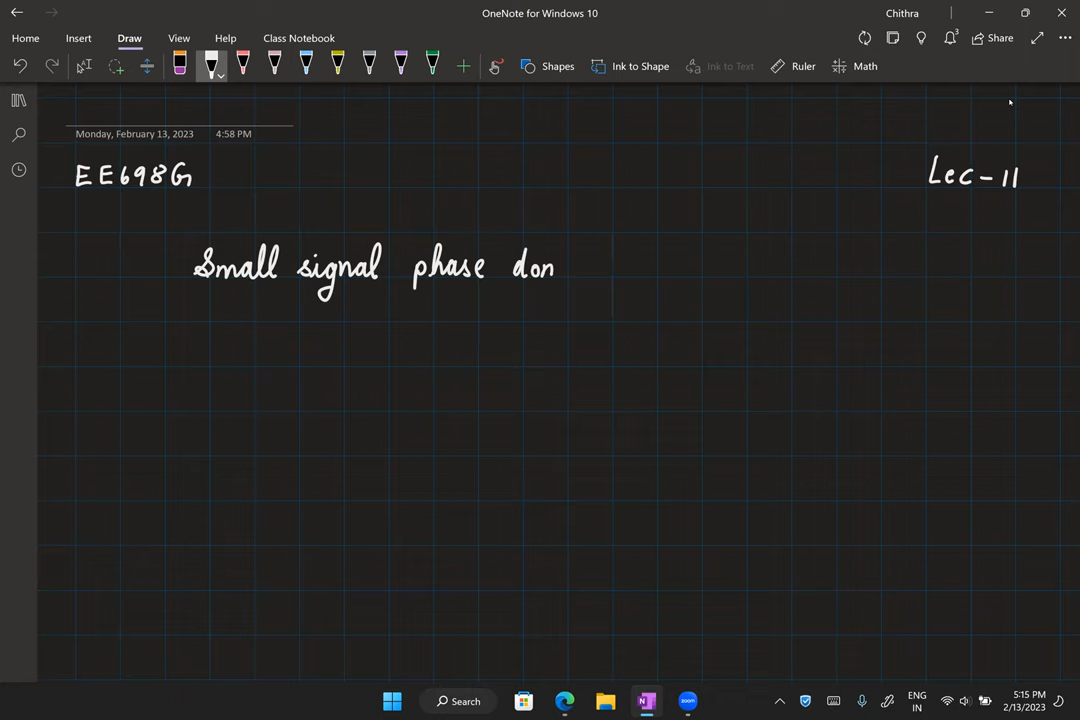 OneNote for Windows 10
Chithra
Home Insert Draw View Help Class Notebook
3 Share
Shapes Ink to Shape Ink to Text Ruler Math
Monday, February 13, 2023 4:58 PM
EE698G Lec-11
Small signal phase don
Search zoom ENG IN 5:15 PM 2/13/2023